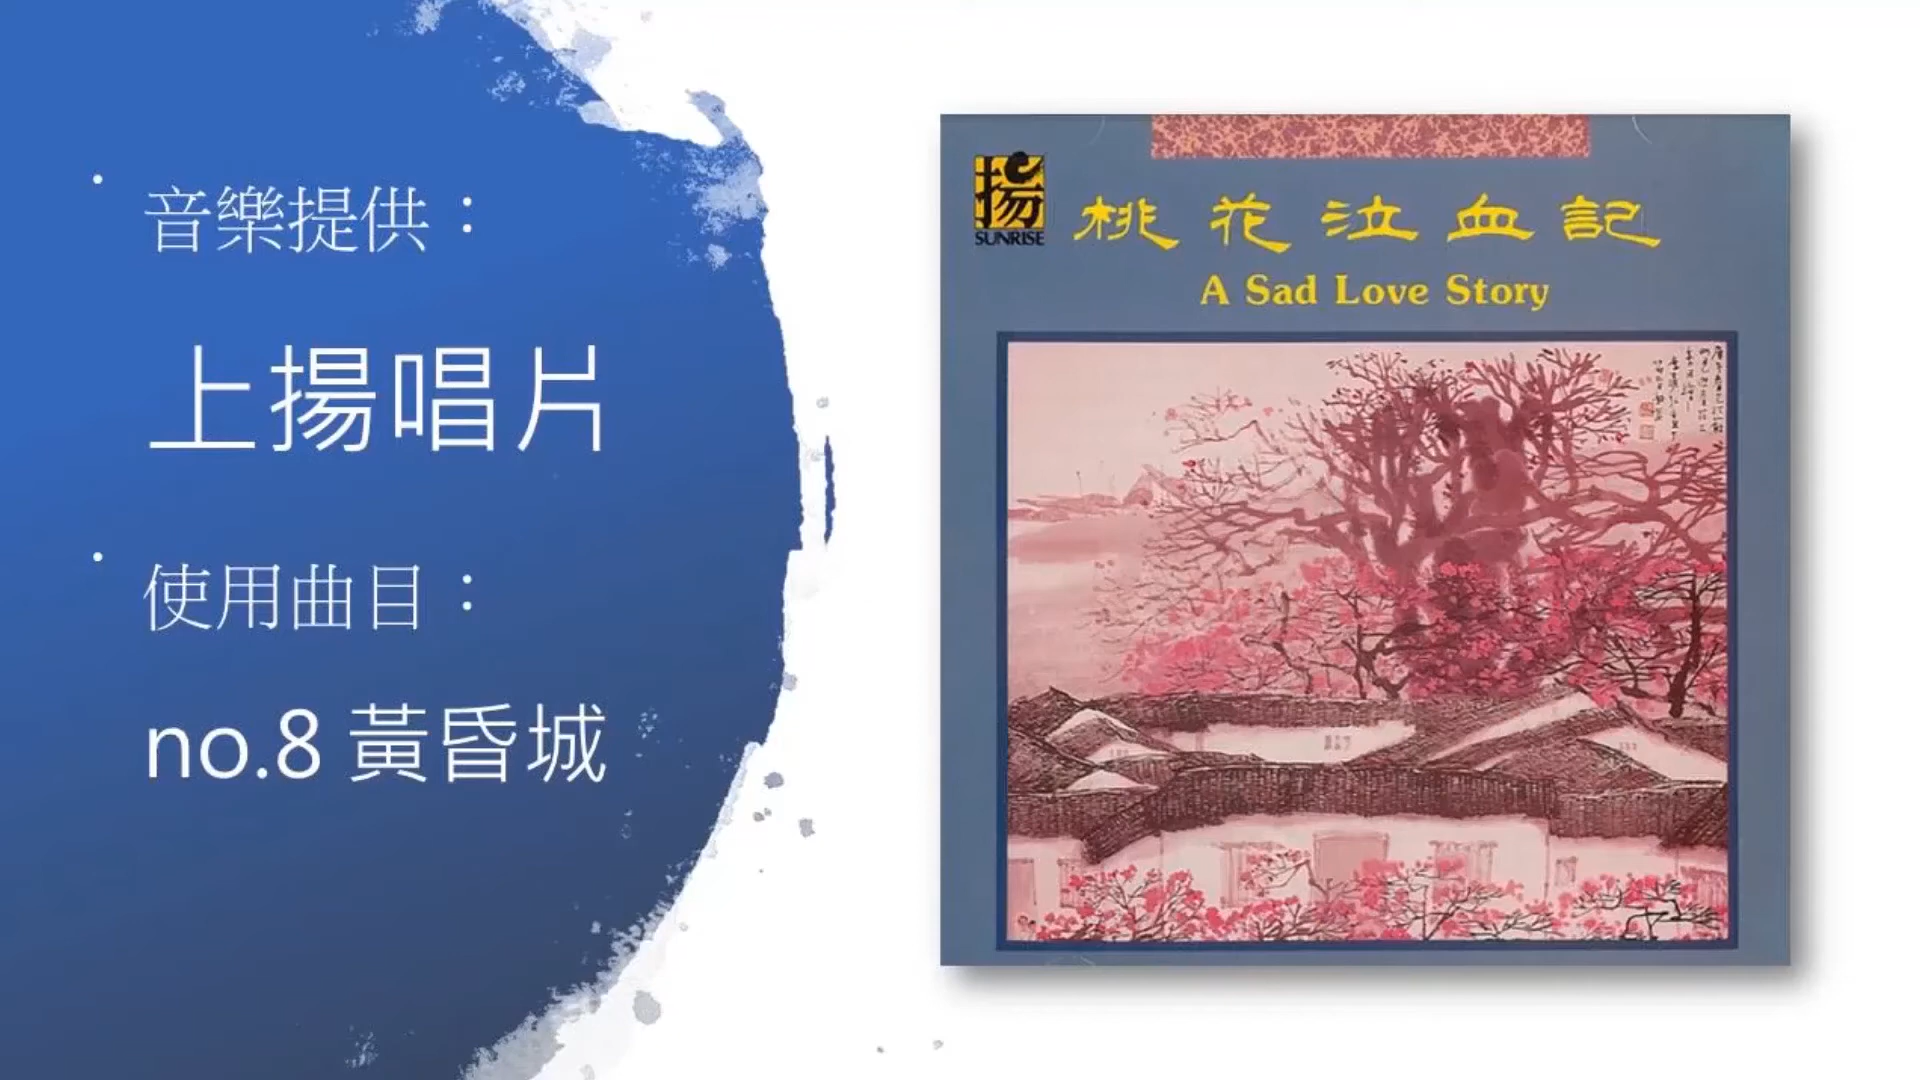 音樂提供：
上揚唱片
使用曲目：
no.8 黃昏城
揚
SUNRISE
桃花泣血記
A Sad Love Story